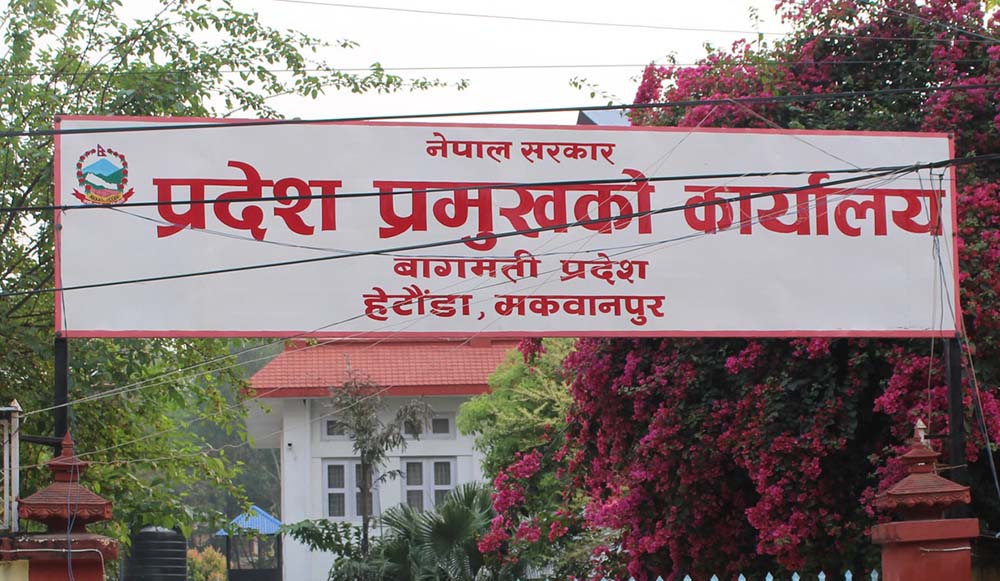 नेपाल सरकार
प्रदेश प्रमुखको कार्यालय
बागमती प्रदेश
हेटौंडा, मकवानपुर